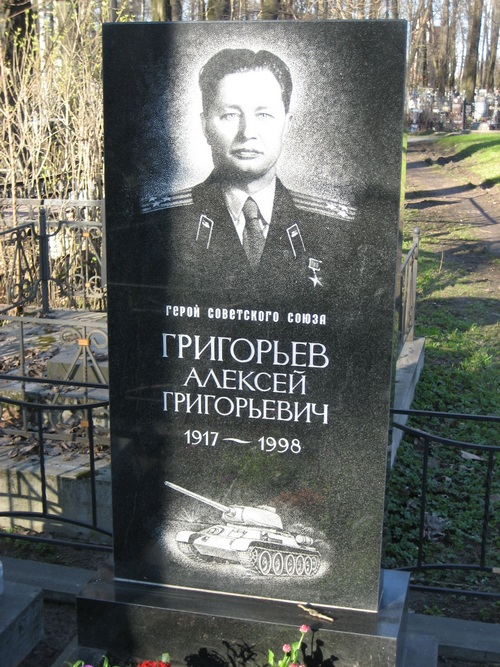 ГЕРОЙ СОВЕТСКОГО СОЮЗА
ГРИГОРЬЕВ
АЛЕКСЕЙ
ГРИГОРЬЕВИЧ
1917 ~ 1998